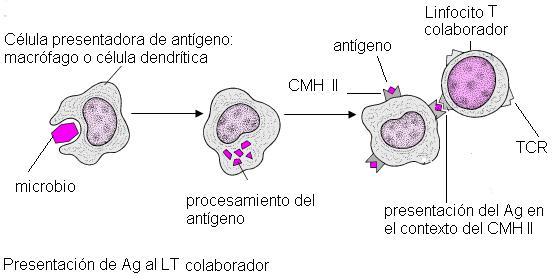 Célula presentadora de antígeno:
macrófago o célula dendrítica
microbio
procesamiento del
antígeno
antígeno
CMH II
Linfocito T
colaborador
TCR
presentación del Ag en
el contexto del CMH II
Presentación de Ag al LT colaborador